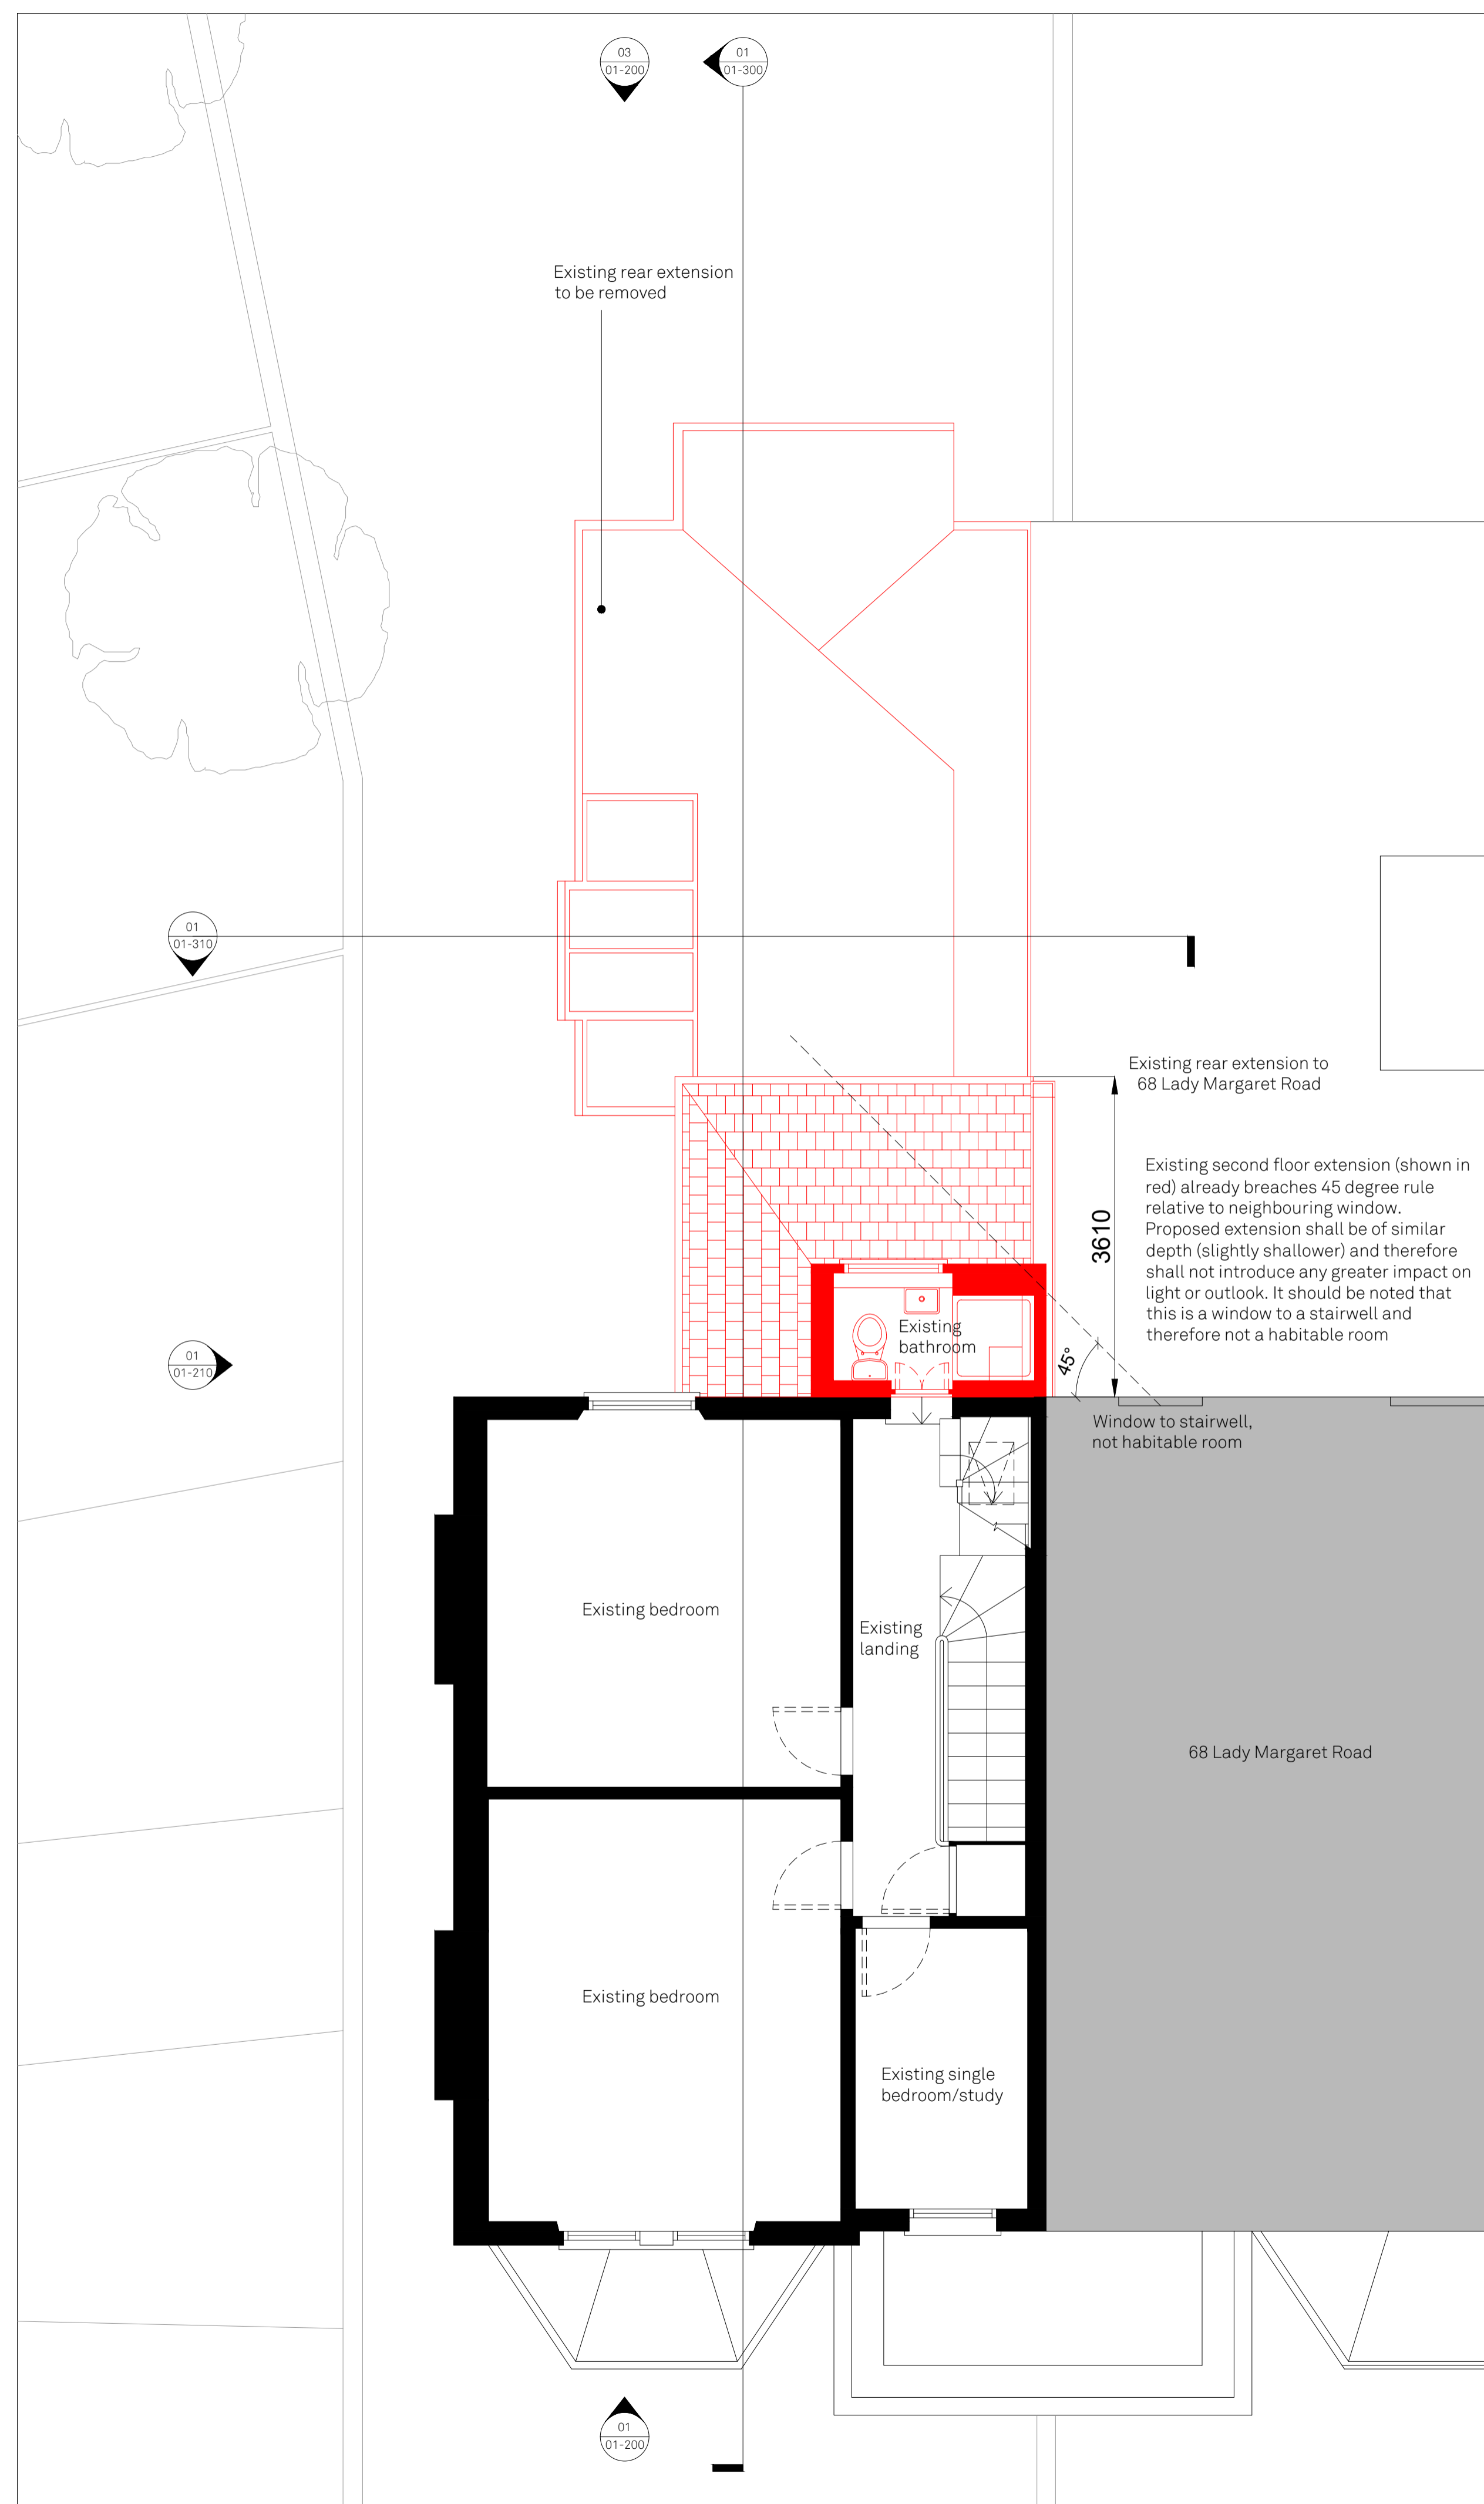 03
01-200
01
01-300
Existing rear extension
to be removed
01
01-310
Existing rear extension to
68 Lady Margaret Road
Existing second floor extension (shown in
red) already breaches 45 degree rule
relative to neighbouring window.
Proposed extension shall be of similar
depth (slightly shallower) and therefore
shall not introduce any greater impact on
light or outlook. It should be noted that
this is a window to a stairwell and
therefore not a habitable room
3610
Existing
bathroom
45°
01
01-210
Window to stairwell,
not habitable room
Existing bedroom
Existing
landing
68 Lady Margaret Road
Existing bedroom
Existing single
bedroom/study
01
01-200